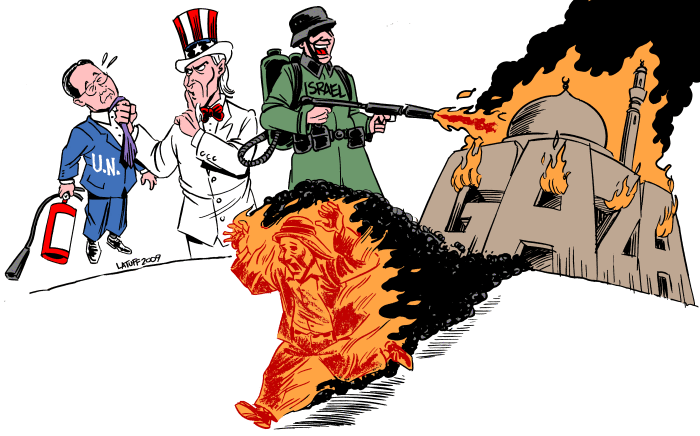 U.N.
ISRAEL
GAZA
LATUFF 2009